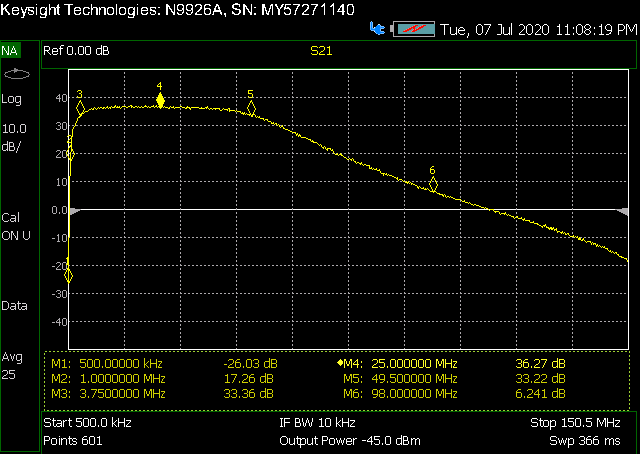 Keysight Technologies: N9926A, SN: MY57271140
Tue, 07 Jul 2020 11:08:19 PM
NA
Ref 0.00 dB
S21
Log
10.0
dB/
Cal
ON U
Data
Avg
25
40
30
20
10
0.0
-10
-20
-30
-40
3
4
5
6
M1: 500.00000 kHz -26.03 dB
M2: 1.0000000 MHz 17.26 dB
M3: 3.7500000 MHz 33.36 dB
M4: 25.000000 MHz 36.27 dB
M5: 49.500000 MHz 33.22 dB
M6: 98.000000 MHz 6.241 dB
Start 500.0 kHz IF BW 10 kHz Stop 150.5 MHz
Points 601 Output Power -45.0 dBm Swp 366 ms